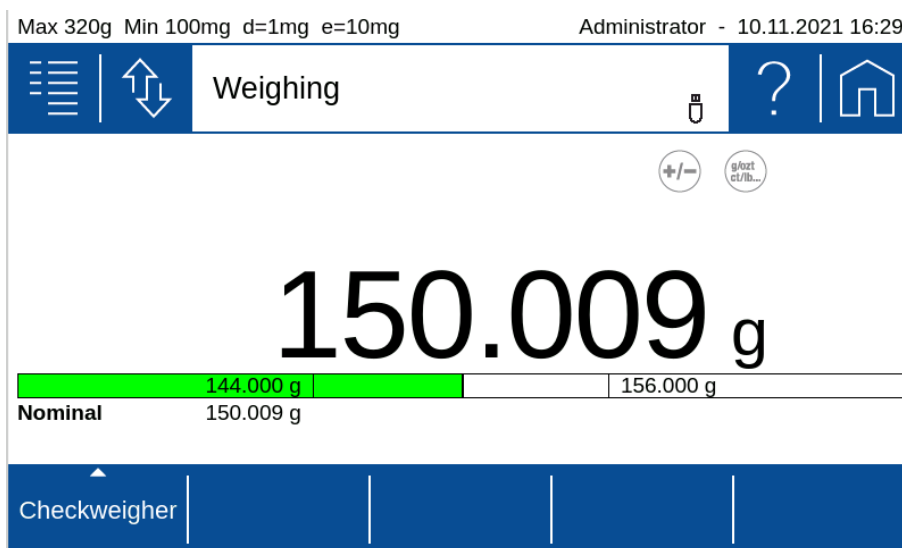 Max 320g Min 100mg d=1mg e=10mg Administrator - 10.11.2021 16:29
Weighing ?
+/- g/ozt
ct/lb...
150.009 g
144.000 g 156.000 g
Nominal 150.009 g
Checkweigher